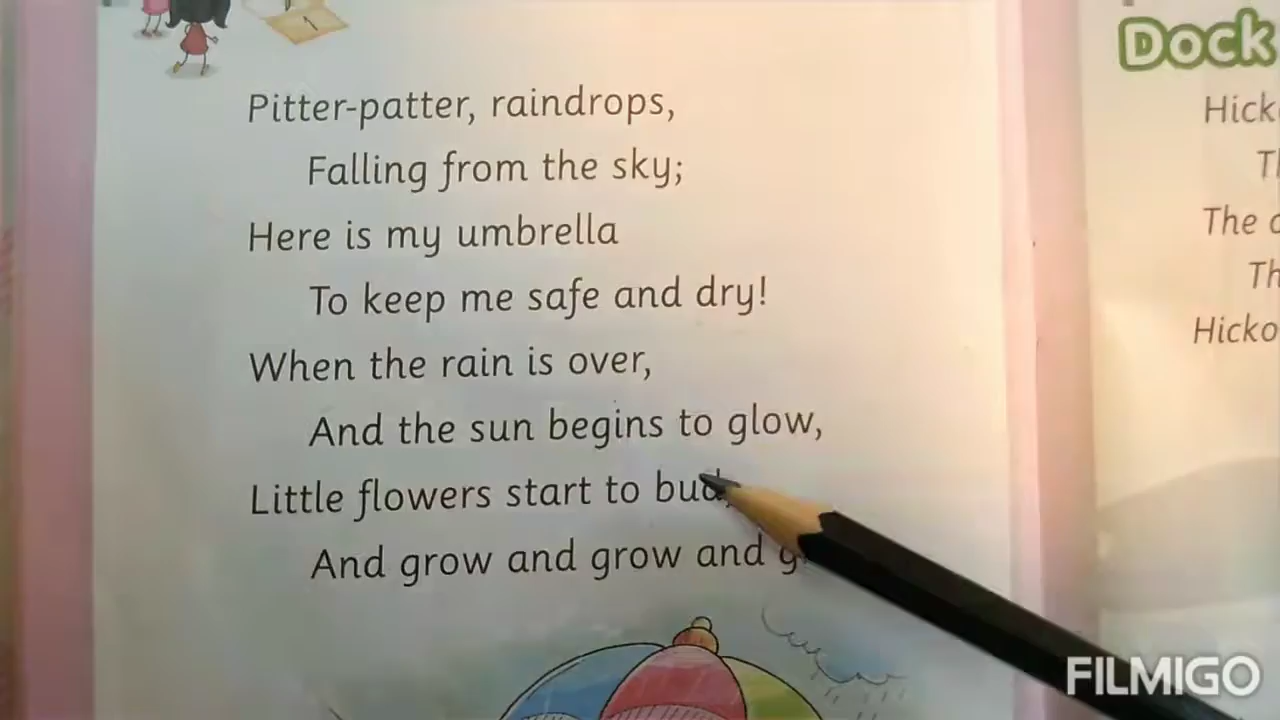 Pitter-patter, raindrops,
Falling from the sky;
Here is my umbrella
To keep me safe and dry!
When the rain is over,
And the sun begins to glow,
Little flowers start to bud,
And grow and grow and
Dock
The
FILMIGO